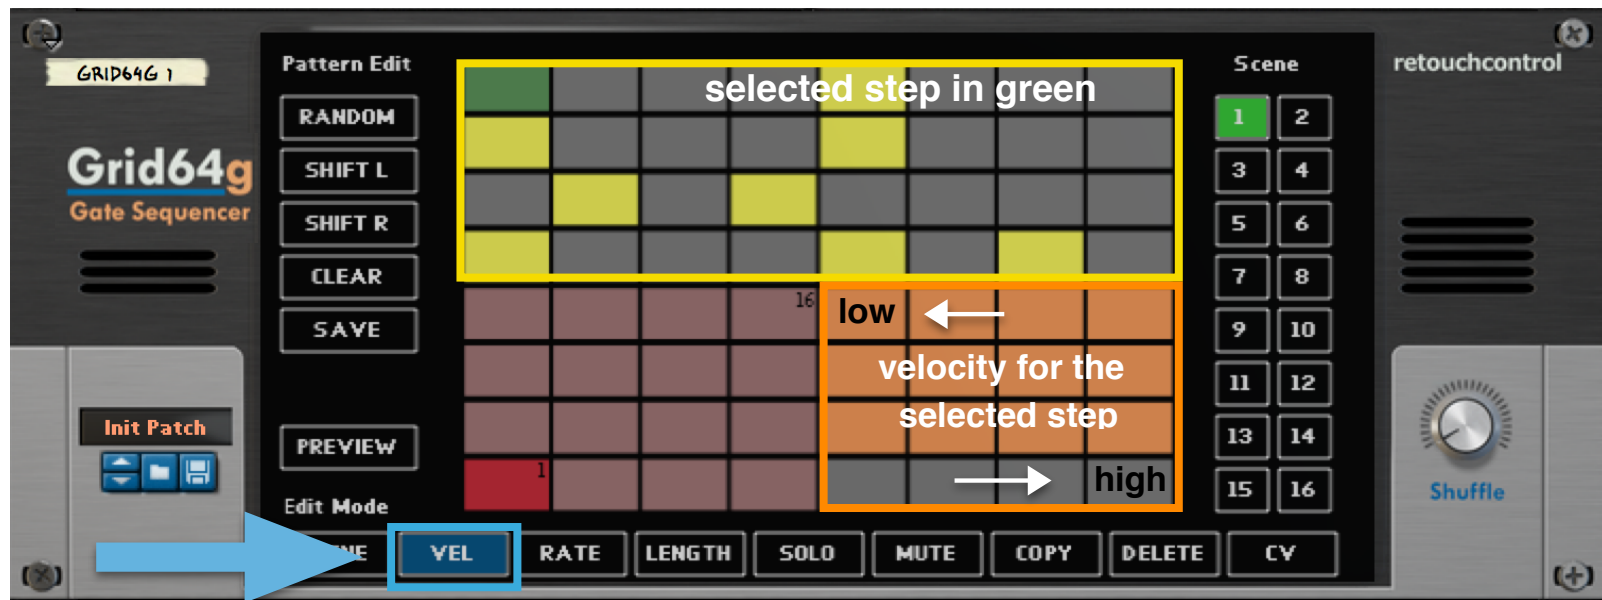 GRID64G 1
Grid64g
Gate Sequencer
Init Patch
Pattern Edit
RANDOM
SHIFT L
SHIFT R
CLEAR
SAVE
PREVIEW
Edit Mode
selected step in green
16
low
velocity for the
selected step
1
high
VEL
RATE
LENGTH
SOLO
MUTE
COPY
DELETE
CV
Scene
1 2
3 4
5 6
7 8
9 10
11 12
13 14
15 16
retouchcontrol
Shuffle